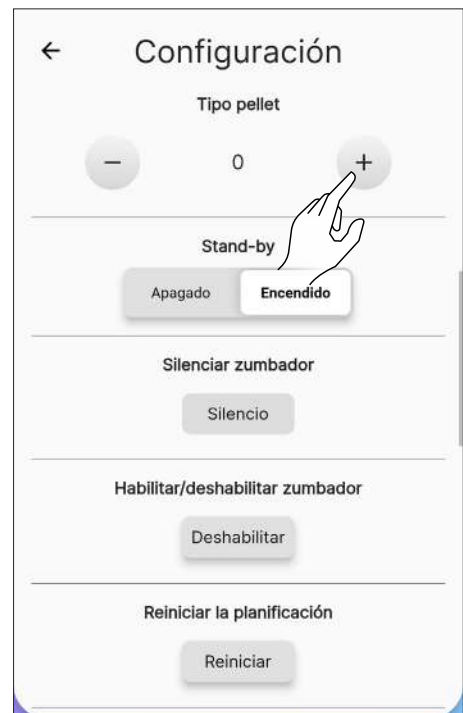 ← Configuración
Tipo pellet
− 0 +
Stand-by
Apagado Encendido
Silenciar zumbador
Silencio
Habilitar/deshabilitar zumbador
Deshabilitar
Reiniciar la planificación
Reiniciar